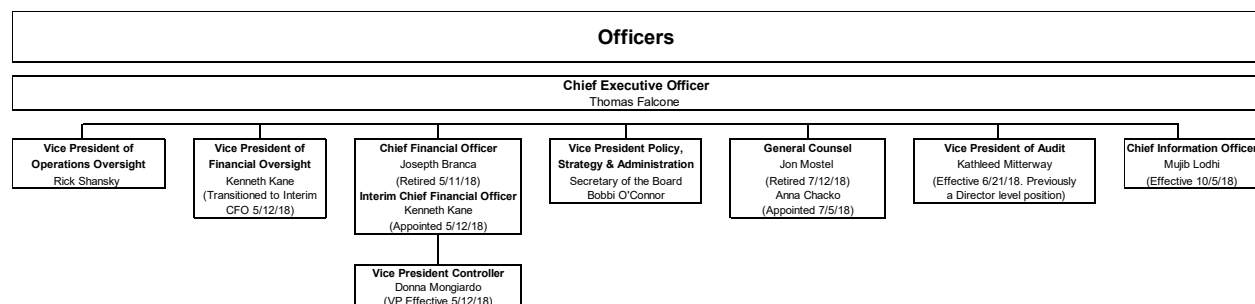 Officers
Chief Executive Officer
Thomas Falcone
Vice President of
Operations Oversight
Rick Shansky
Vice President of
Financial Oversight
Kenneth Kane
(Transitioned to Interim
CFO 5/12/18)
Chief Financial Officer
Josepth Branca
(Retired 5/11/18)
Interim Chief Financial Officer
Kenneth Kane
(Appointed 5/12/18)
Vice President Policy,
Strategy & Administration
Secretary of the Board
Bobbi O'Connor
General Counsel
Jon Mostel
(Retired 7/12/18)
Anna Chacko
(Appointed 7/5/18)
Vice President of Audit
Kathleed Mitterway
(Effective 6/21/18. Previously
a Director level position)
Chief Information Officer
Mujib Lodhi
(Effective 10/5/18)
Vice President Controller
Donna Mongiardo
(VP Effective 5/12/18)